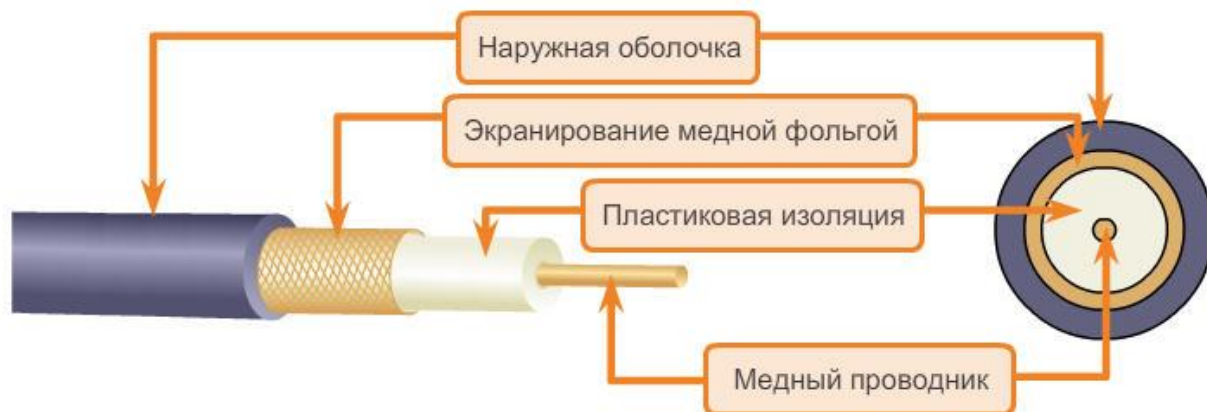 Наружная оболочка
Экранирование медной фольгой
Пластиковая изоляция
Медный проводник